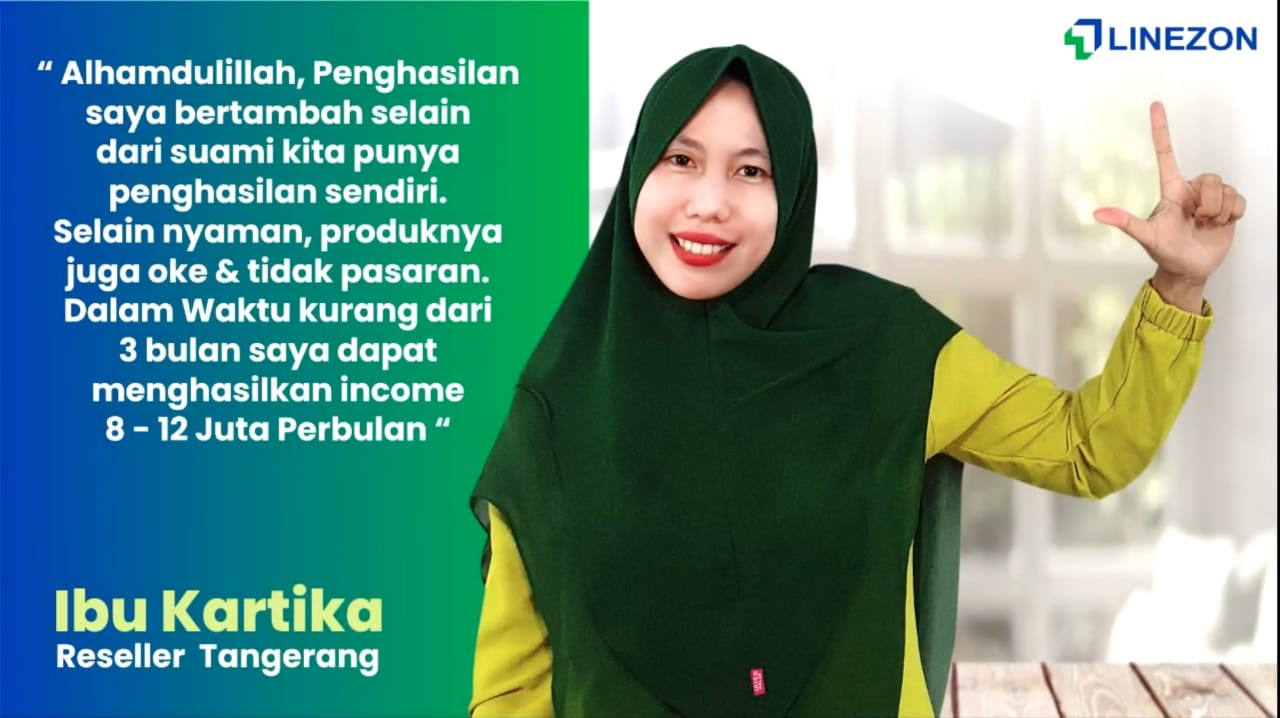 LINEZON
“ Alhamdulillah, Penghasilan
saya bertambah selain
dari suami kita punya
penghasilan sendiri.
Selain nyaman, produknya
juga oke & tidak pasaran.
Dalam Waktu kurang dari
3 bulan saya dapat
menghasilkan income
8 - 12 Juta Perbulan “
Ibu Kartika
Reseller Tangerang